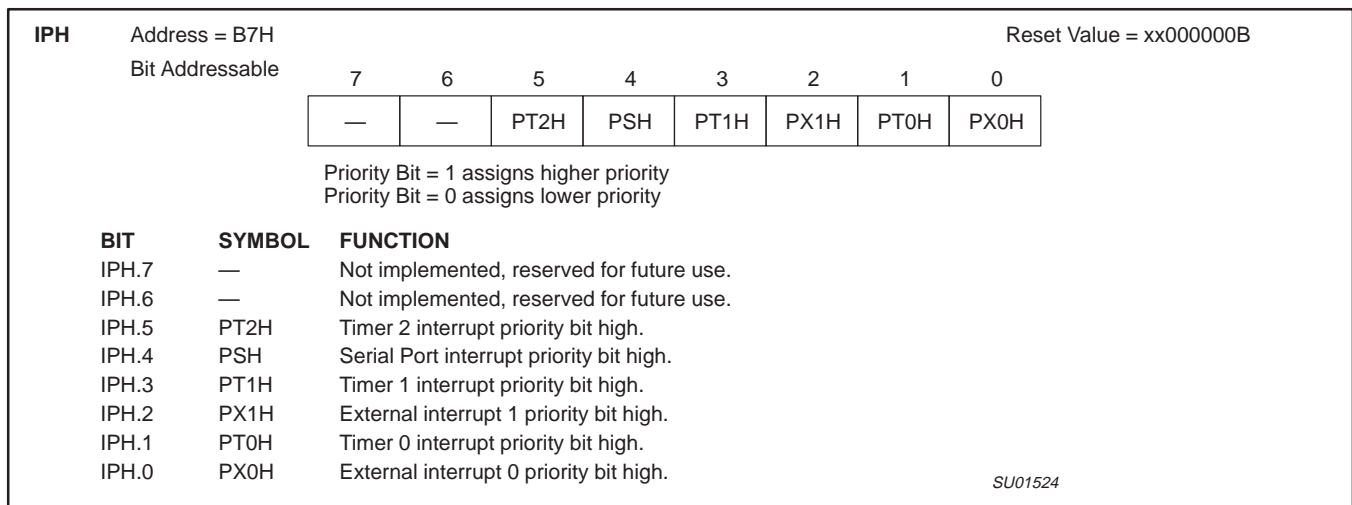 IPH Address = B7H Reset Value = xx000000B
Bit Addressable
7 6 5 4 3 2 1 0
— — PT2H PSH PT1H PX1H PT0H PX0H
Priority Bit = 1 assigns higher priority
Priority Bit = 0 assigns lower priority
BIT SYMBOL FUNCTION
IPH.7 — Not implemented, reserved for future use.
IPH.6 — Not implemented, reserved for future use.
IPH.5 PT2H Timer 2 interrupt priority bit high.
IPH.4 PSH Serial Port interrupt priority bit high.
IPH.3 PT1H Timer 1 interrupt priority bit high.
IPH.2 PX1H External interrupt 1 priority bit high.
IPH.1 PT0H Timer 0 interrupt priority bit high.
IPH.0 PX0H External interrupt 0 priority bit high.
SU01524